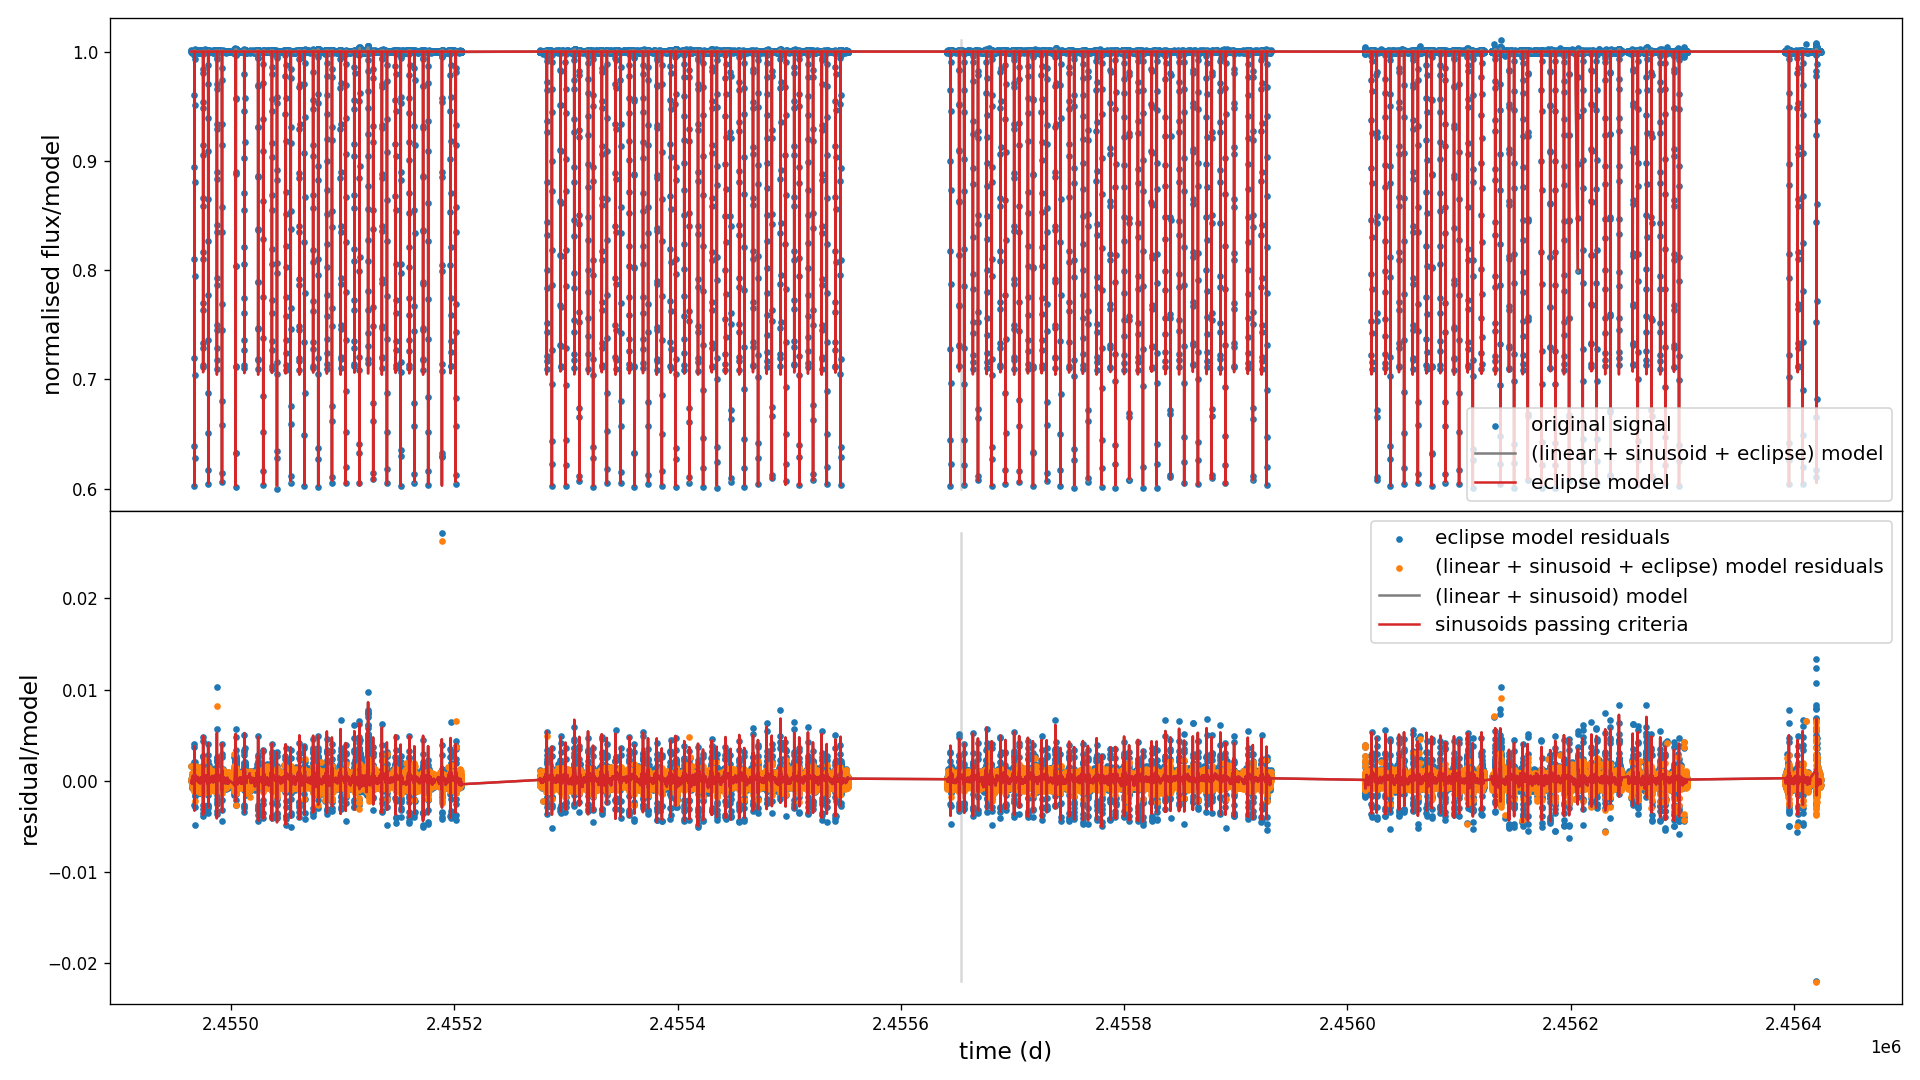 1.0
0.9
0.8
0.7
0.6
normalised flux/model
original signal
(linear + sinusoid + eclipse) model
eclipse model
0.02
0.01
0.00
−0.01
−0.02
residual/model
eclipse model residuals
(linear + sinusoid + eclipse) model residuals
(linear + sinusoid) model
sinusoids passing criteria
2.4550 2.4552 2.4554 2.4556 2.4558 2.4560 2.4562 2.4564
1e6
time (d)